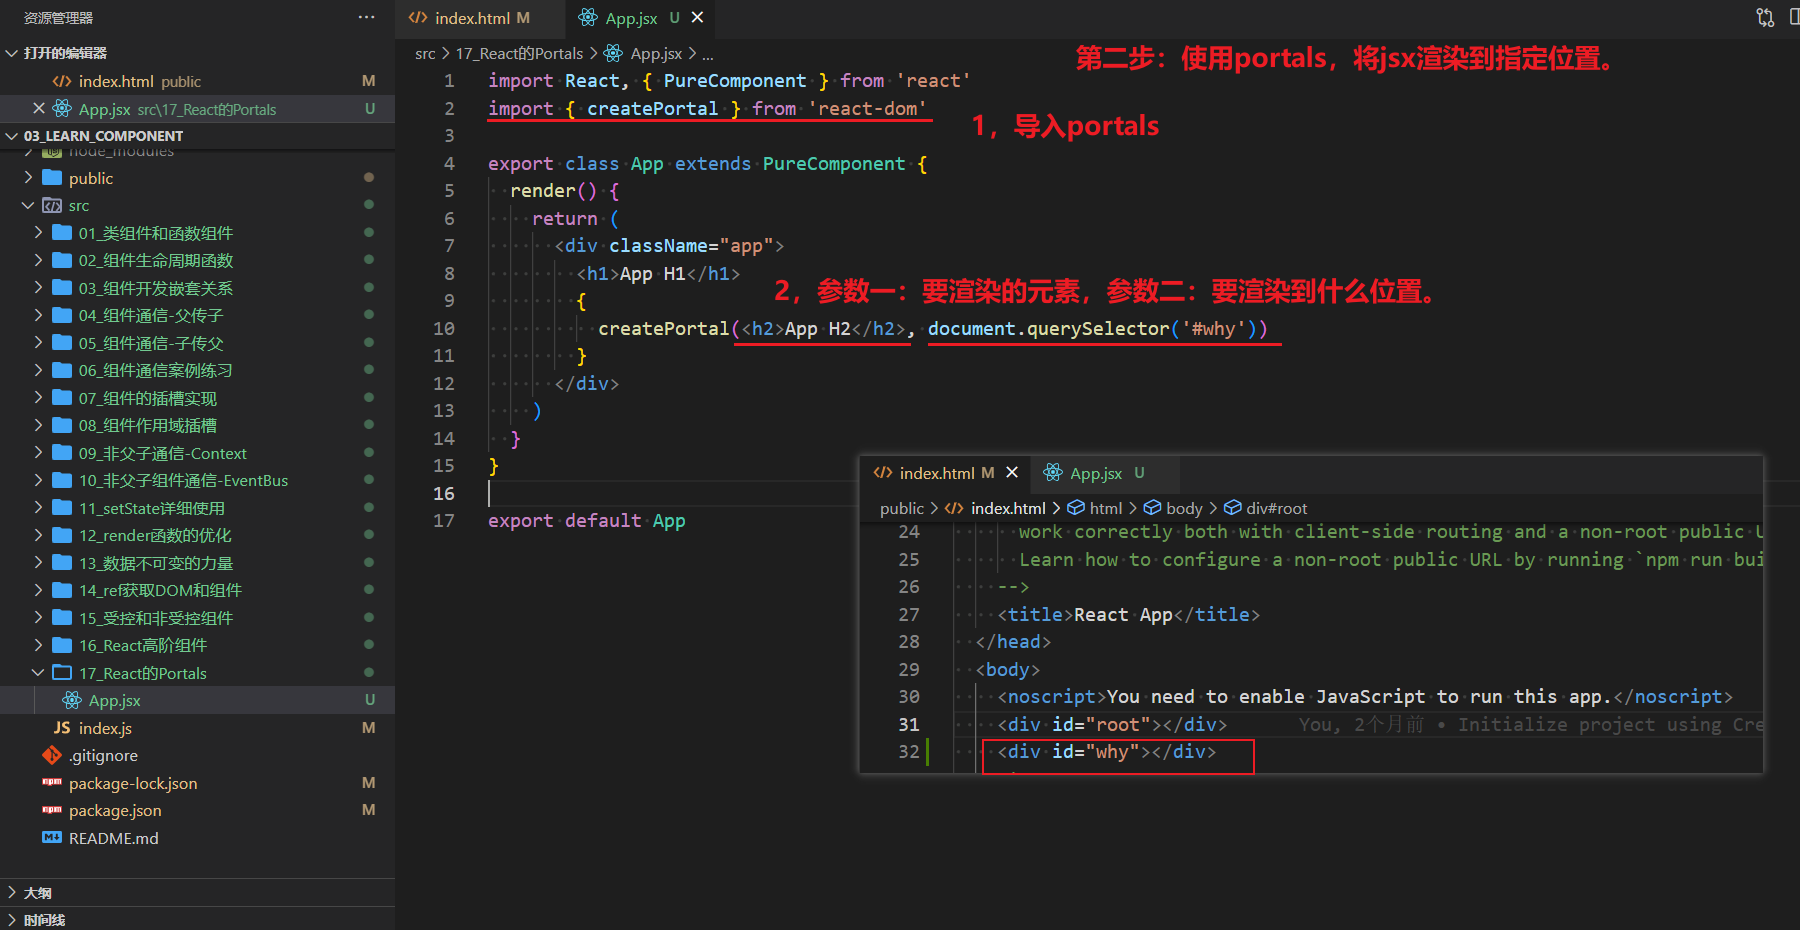 资源管理器
打开的编辑器
index.html public M
App.jsx src\17_React的Portals U
03_LEARN_COMPONENT
node_modules
public
src
01_类组件和函数组件
02_组件生命周期函数
03_组件开发嵌套关系
04_组件通信-父传子
05_组件通信-子传父
06_组件通信案例练习
07_组件的插槽实现
08_组件作用域插槽
09_非父子通信-Context
10_非父子组件通信-EventBus
11_setState详细使用
12_render函数的优化
13_数据不可变的力量
14_ref获取DOM和组件
15_受控和非受控组件
16_React高阶组件
17_React的Portals
App.jsx U
JS index.js M
.gitignore
package-lock.json M
package.json M
README.md
大纲
时间线
index.html M
App.jsx U
src > 17_React的Portals > App.jsx > ...
第二步：使用portals，将jsx渲染到指定位置。
1 import React, { PureComponent } from 'react'
2 import { createPortal } from 'react-dom'
1，导入portals
3
4 export class App extends PureComponent {
5 render() {
6 return (
7 <div className="app">
8 <h1>App H1</h1>
2，参数一：要渲染的元素，参数二：要渲染到什么位置。
9 {
10 createPortal(<h2>App H2</h2>, document.querySelector('#why'))
11 }
12 </div>
13 )
14 }
15 }
16
17 export default App
index.html M
App.jsx U
public > index.html > html > body > div#root
24 work correctly both with client-side routing and a non-root public U
25 Learn how to configure a non-root public URL by running `npm run bui
26 -->
27 <title>React App</title>
28 </head>
29 <body>
30 <noscript>You need to enable JavaScript to run this app.</noscript>
31 <div id="root"></div> You, 2个月前 • Initialize project using Cre
32 <div id="why"></div>